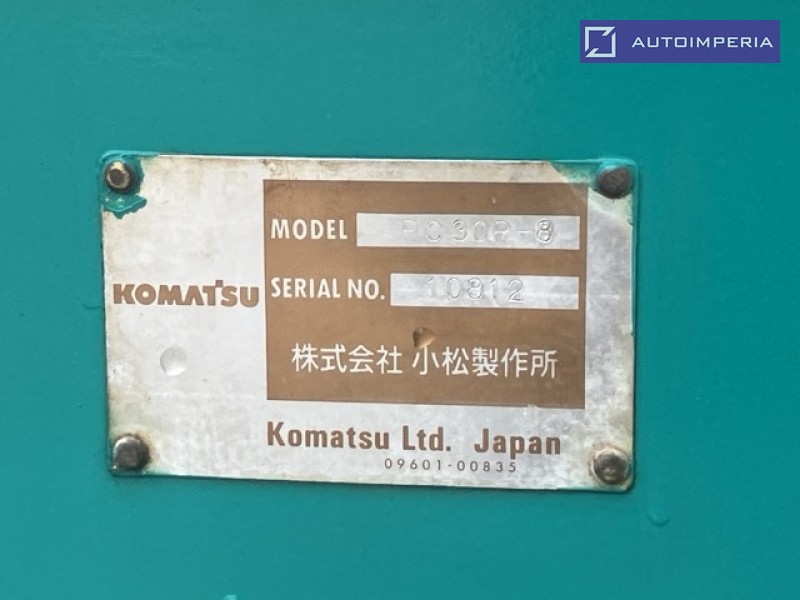 AUTOIMPERIA
MODEL PC30R-8
KOMATSU
SERIAL NO. 10812
株式会社 小松製作所
Komatsu Ltd. Japan
09601-00835